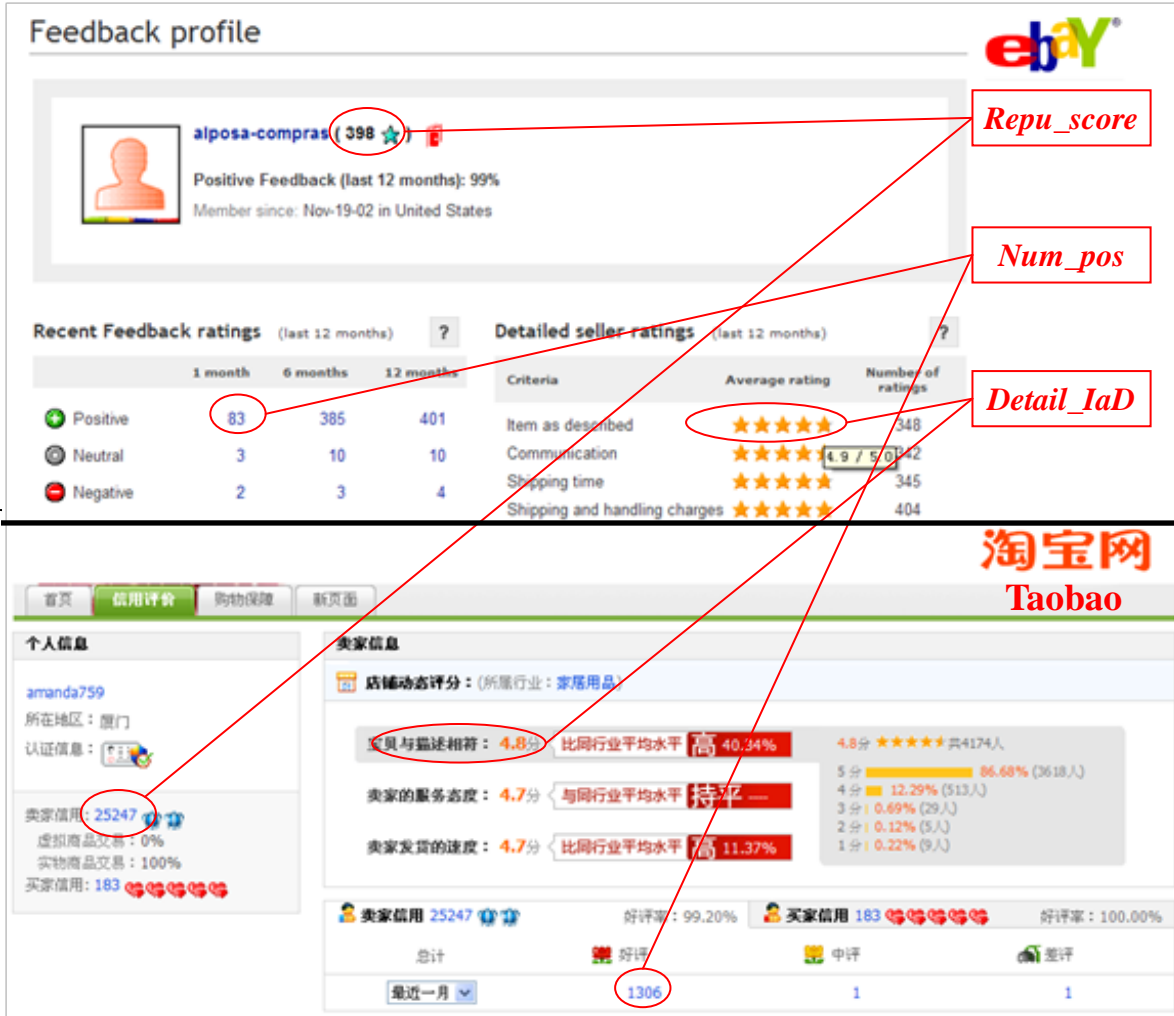 Feedback profile
ebaY
alposa-compras ( 398 )
Repu_score
Positive Feedback (last 12 months): 99%
Member since: Nov-19-02 in United States
Num_pos
Recent Feedback ratings (last 12 months) ?
1 month 6 months 12 months
Positive 83 385 401
Neutral 3 10 10
Negative 2 3 4
Detailed seller ratings (last 12 months) ?
Criteria Average rating Number of ratings
Detail_IaD
Item as described 348
Communication 342
4.9 / 5.0
Shipping time 345
Shipping and handling charges 404
淘宝网
Taobao
首页 信用评价 购物保障 新页面
个人信息
amanda759
所在地区：厦门
认证信息：
卖家信用: 25247
虚拟商品交易：0%
实物商品交易：100%
买家信用: 183
卖家信息
店铺动态评分：(所属行业：家居用品)
宝贝与描述相符： 4.8分 比同行业平均水平 高 40.34%
卖家的服务态度： 4.7分 与同行业平均水平 持平 —
卖家发货的速度： 4.7分 比同行业平均水平 高 11.37%
4.8分 共4174人
5 分 86.68% (3618人)
4 分 12.29% (513人)
3 分 0.69% (29人)
2 分 0.12% (5人)
1 分 0.22% (9人)
卖家信用 25247 好评率：99.20% 买家信用 183 好评率：100.00%
总计 好评 中评 差评
最近一月 1306 1 1